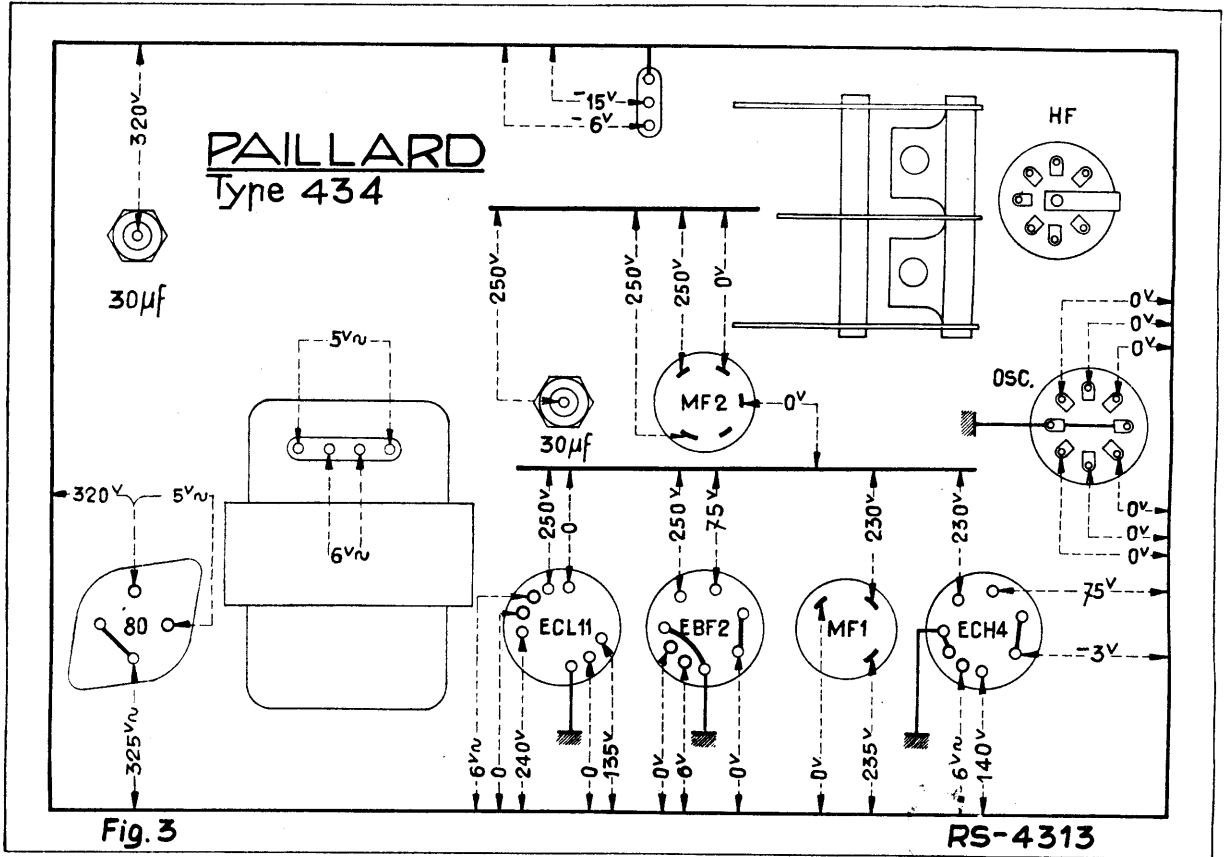 320V
-15V
-6V
PAILLARD
Type 434
HF
30µf
250V
250V
250V
0V
0V
0V
0V
5V~
OSC.
MF2
0V
30µf
320V
5V~
6V~
250V
0
250V
75V
230V
230V
0V
0V
0V
80
ECL11
EBF2
MF1
ECH4
75V
-3V
325V~
6V~
0
240V
0
135V
0V
6V
0V
0V
235V
6V~
140V
Fig. 3
RS-4313